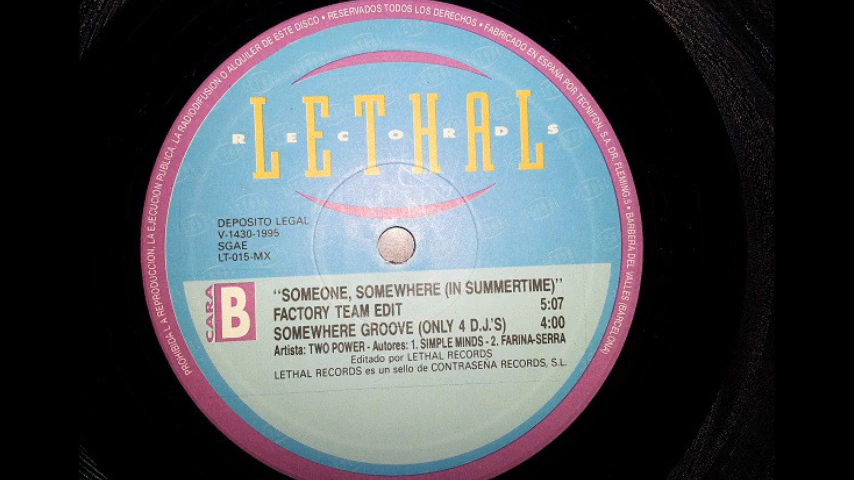 PROHIBIDA LA REPRODUCCION, LA EJECUCION PUBLICA, LA RADIODIFUSION O ALQUILER DE ESTE DISCO • RESERVADOS TODOS LOS DERECHOS • FABRICADO EN ESPAÑA POR TECNIFON, S.A. DR. FLEMING, 5 • BARBERA DEL VALLES (BARCELONA)
LETHAL
RECORDS
DEPOSITO LEGAL
V-1430-1995
SGAE
LT-015-MX
CARA
B
"SOMEONE, SOMEWHERE (IN SUMMERTIME)"
FACTORY TEAM EDIT 5:07
SOMEWHERE GROOVE (ONLY 4 D.J.'S) 4:00
Artista: TWO POWER - Autores: 1. SIMPLE MINDS - 2. FARINA-SERRA
Editado por LETHAL RECORDS
LETHAL RECORDS es un sello de CONTRASEÑA RECORDS, S.L.